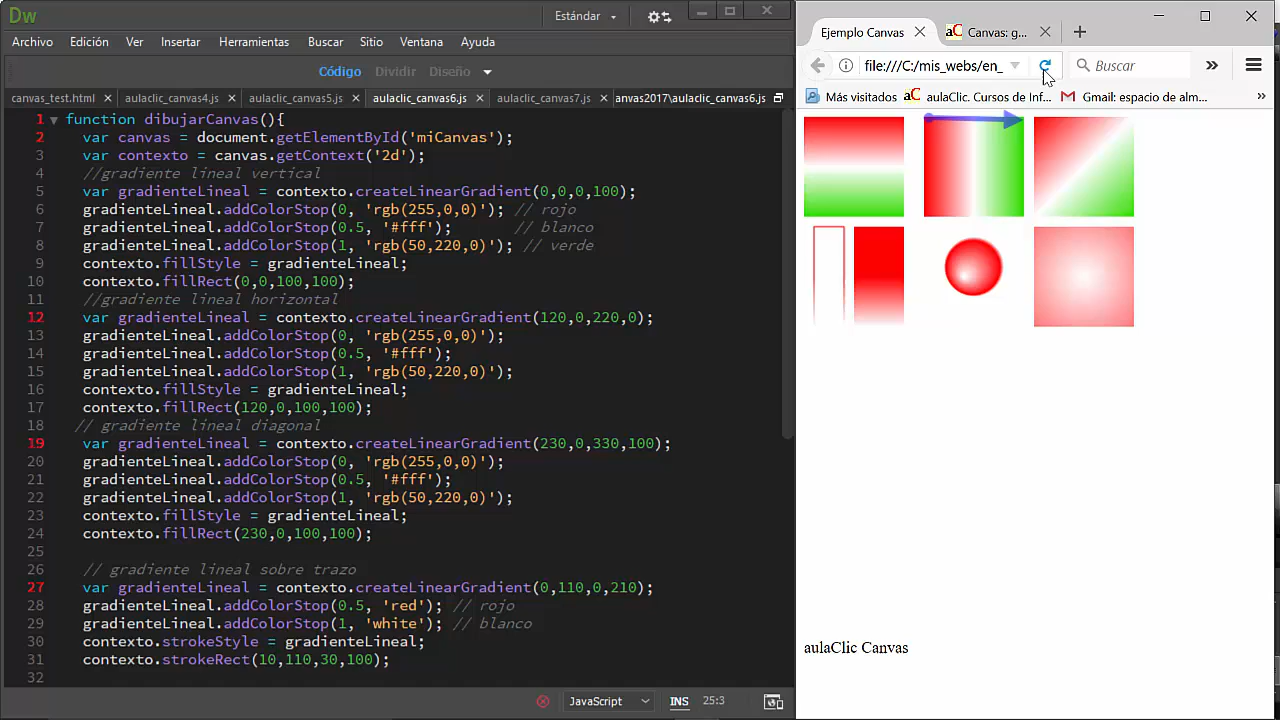 Dw
Estándar
Archivo Edición Ver Insertar Herramientas Buscar Sitio Ventana Ayuda
Código Dividir Diseño
canvas_test.html aulaclic_canvas4.js aulaclic_canvas5.js aulaclic_canvas6.js aulaclic_canvas7.js anvas2017\aulaclic_canvas6.js
1 function dibujarCanvas(){
2 var canvas = document.getElementById('miCanvas');
3 var contexto = canvas.getContext('2d');
4 //gradiente lineal vertical
5 var gradienteLineal = contexto.createLinearGradient(0,0,0,100);
6 gradienteLineal.addColorStop(0, 'rgb(255,0,0)'); // rojo
7 gradienteLineal.addColorStop(0.5, '#fff'); // blanco
8 gradienteLineal.addColorStop(1, 'rgb(50,220,0)'); // verde
9 contexto.fillStyle = gradienteLineal;
10 contexto.fillRect(0,0,100,100);
11 //gradiente lineal horizontal
12 var gradienteLineal = contexto.createLinearGradient(120,0,220,0);
13 gradienteLineal.addColorStop(0, 'rgb(255,0,0)');
14 gradienteLineal.addColorStop(0.5, '#fff');
15 gradienteLineal.addColorStop(1, 'rgb(50,220,0)');
16 contexto.fillStyle = gradienteLineal;
17 contexto.fillRect(120,0,100,100);
18 // gradiente lineal diagonal
19 var gradienteLineal = contexto.createLinearGradient(230,0,330,100);
20 gradienteLineal.addColorStop(0, 'rgb(255,0,0)');
21 gradienteLineal.addColorStop(0.5, '#fff');
22 gradienteLineal.addColorStop(1, 'rgb(50,220,0)');
23 contexto.fillStyle = gradienteLineal;
24 contexto.fillRect(230,0,100,100);
25
26 // gradiente lineal sobre trazo
27 var gradienteLineal = contexto.createLinearGradient(0,110,0,210);
28 gradienteLineal.addColorStop(0.5, 'red'); // rojo
29 gradienteLineal.addColorStop(1, 'white'); // blanco
30 contexto.strokeStyle = gradienteLineal;
31 contexto.strokeRect(10,110,30,100);
32
JavaScript INS 25:3
Ejemplo Canvas aC Canvas: g...
file:///C:/mis_webs/en_ Buscar »
Más visitados aC aulaClic. Cursos de Inf... Gmail: espacio de alm... »
aulaClic Canvas